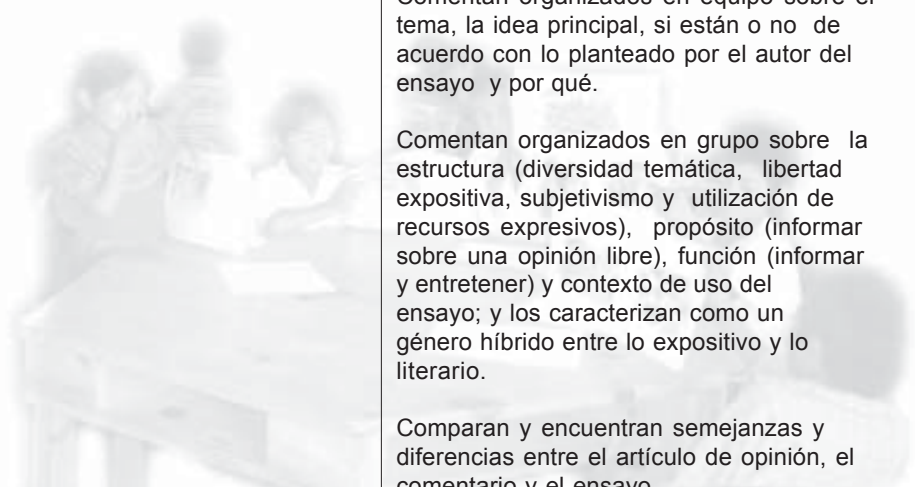 Comentan organizados en equipo sobre el
tema, la idea principal, si están o no de
acuerdo con lo planteado por el autor del
ensayo y por qué.
Comentan organizados en grupo sobre la
estructura (diversidad temática, libertad
expositiva, subjetivismo y utilización de
recursos expresivos), propósito (informar
sobre una opinión libre), función (informar
y entretener) y contexto de uso del
ensayo; y los caracterizan como un
género híbrido entre lo expositivo y lo
literario.
Comparan y encuentran semejanzas y
diferencias entre el artículo de opinión, el
comentario y el ensayo.